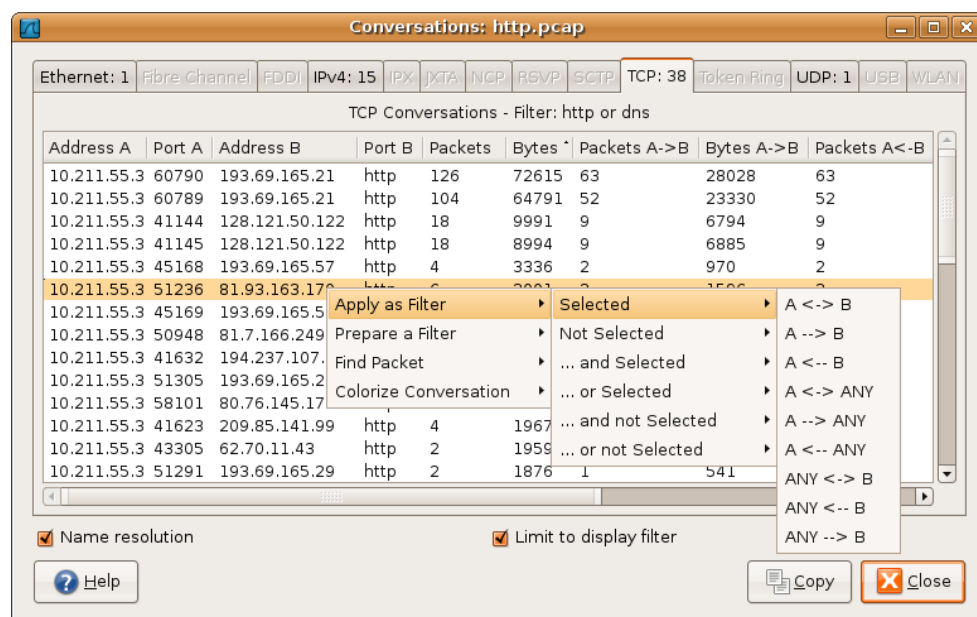 Conversations: http.pcap
Ethernet: 1 Fibre Channel FDDI IPv4: 15 IPX JXTA NCP RSVP SCTP TCP: 38 Token Ring UDP: 1 USB WLAN
TCP Conversations - Filter: http or dns
Address A Port A Address B Port B Packets Bytes Packets A->B Bytes A->B Packets A<-B
10.211.55.3 60790 193.69.165.21 http 126 72615 63 28028 63
10.211.55.3 60789 193.69.165.21 http 104 64791 52 23330 52
10.211.55.3 41144 128.121.50.122 http 18 9991 9 6794 9
10.211.55.3 41145 128.121.50.122 http 18 8994 9 6885 9
10.211.55.3 45168 193.69.165.57 http 4 3336 2 970 2
10.211.55.3 51236
Apply as Filter Selected A <-> B
10.211.55.3 45169
Prepare a Filter Not Selected A --> B
10.211.55.3 50948 81.7.166.249
Find Packet ... and Selected A <-- B
10.211.55.3 41632 194.237.107.
Colorize Conversation ... or Selected A <-> ANY
10.211.55.3 51305
10.211.55.3 58101
... and not Selected A --> ANY
10.211.55.3 41623 209.85.141.99 http 4 1967
... or not Selected A <-- ANY
10.211.55.3 43305 62.70.11.43 http 2 1959
10.211.55.3 51291 193.69.165.29 http 2 1876 1 541
ANY <-> B
ANY <-- B
ANY --> B
Name resolution Limit to display filter
Help Copy Close